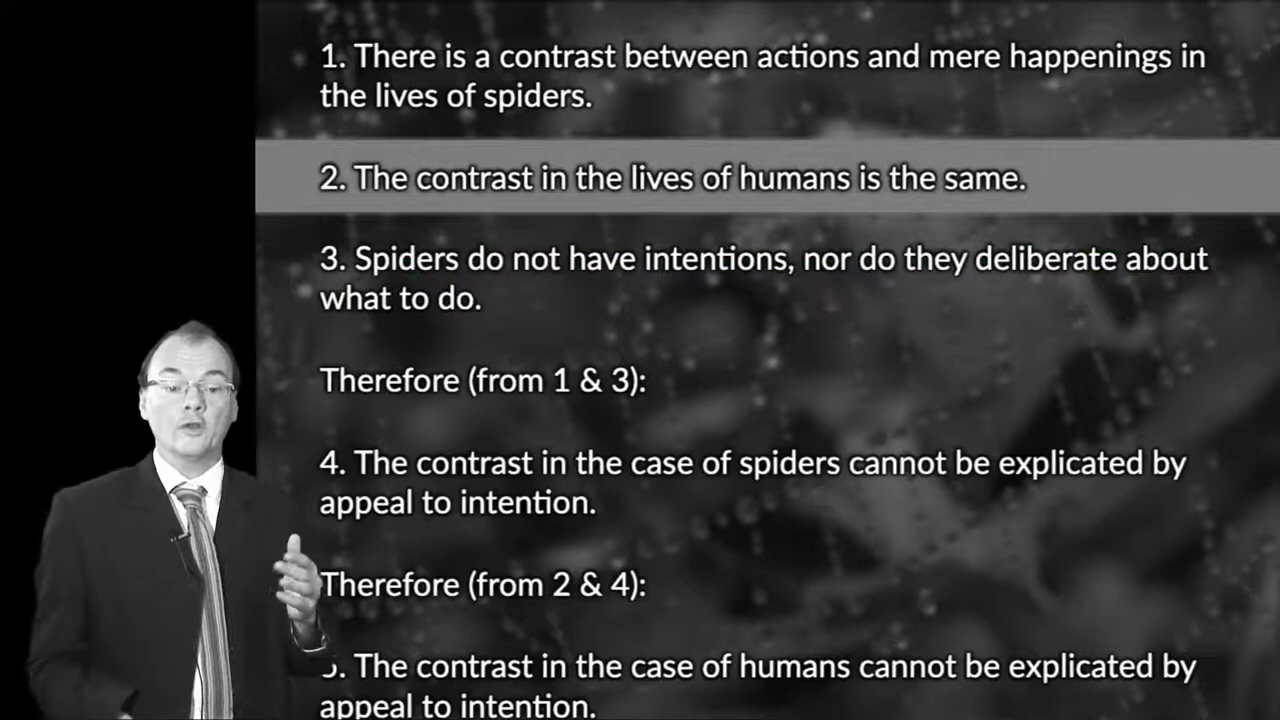 1. There is a contrast between actions and mere happenings in
the lives of spiders.
2. The contrast in the lives of humans is the same.
3. Spiders do not have intentions, nor do they deliberate about
what to do.
Therefore (from 1 & 3):
4. The contrast in the case of spiders cannot be explicated by
appeal to intention.
Therefore (from 2 & 4):
5. The contrast in the case of humans cannot be explicated by
appeal to intention.